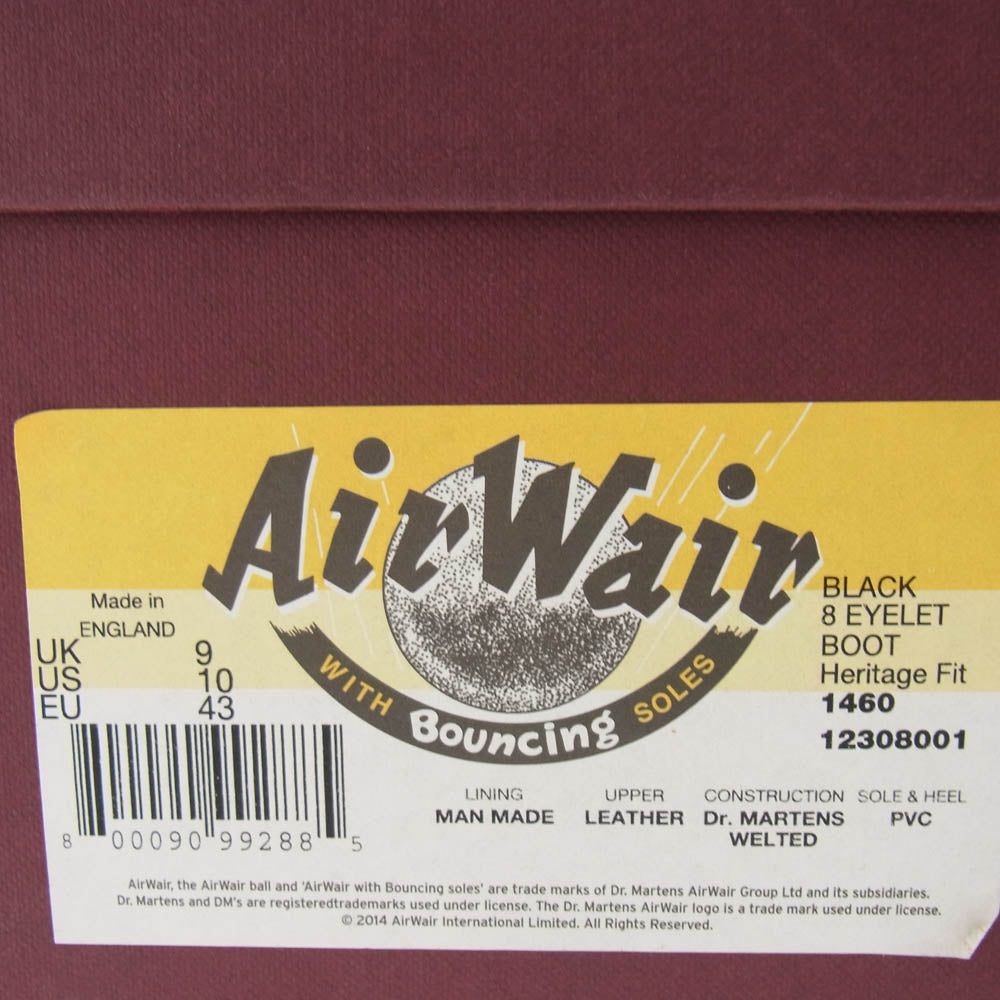 AirWair
WITH Bouncing SOLES
Made in
ENGLAND
UK 9
US 10
EU 43
8 00090 99288 5
BLACK
8 EYELET
BOOT
Heritage Fit
1460
12308001
LINING
MAN MADE
UPPER
LEATHER
CONSTRUCTION
Dr. MARTENS
WELTED
SOLE & HEEL
PVC
AirWair, the AirWair ball and 'AirWair with Bouncing soles' are trade marks of Dr. Martens AirWair Group Ltd and its subsidiaries.
Dr. Martens and DM's are registeredtrademarks used under license. The Dr. Martens AirWair logo is a trade mark used under license.
© 2014 AirWair International Limited. All Rights Reserved.